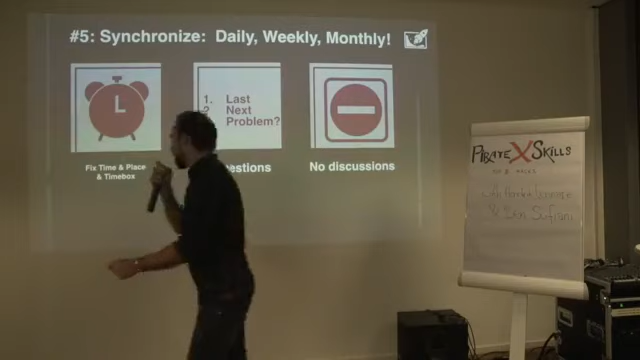 #5: Synchronize: Daily, Weekly, Monthly!
1. Last
2 Next
Problem?
Fix Time & Place
& Timebox
estions
No discussions
PIRATE X SKILLS